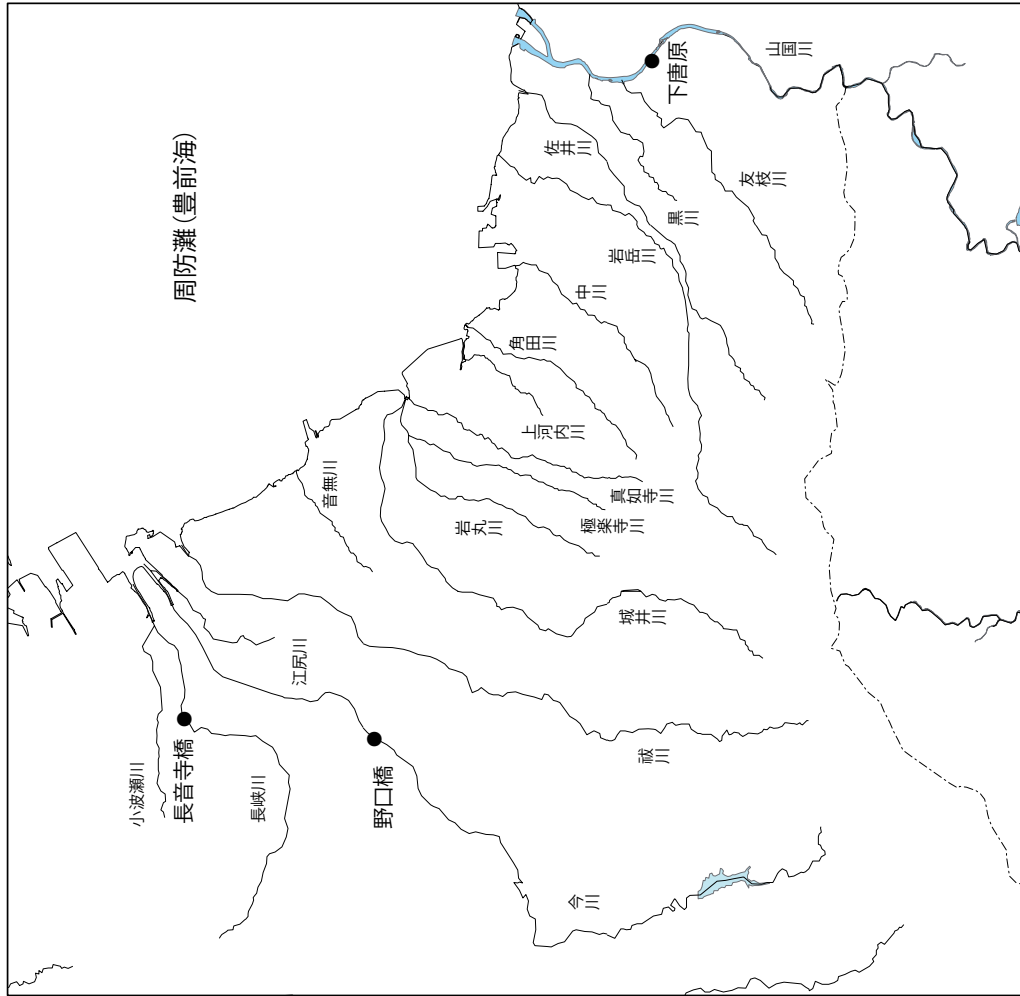 周防灘(豊前海)
山国川
下唐原
友枝川
黒川
佐井川
岩岳川
中川
角田川
上河内川
真如寺川
極楽寺川
岩丸川
城井川
音無川
祓川
江尻川
今川
野口橋
長峡川
長音寺橋
小波瀬川